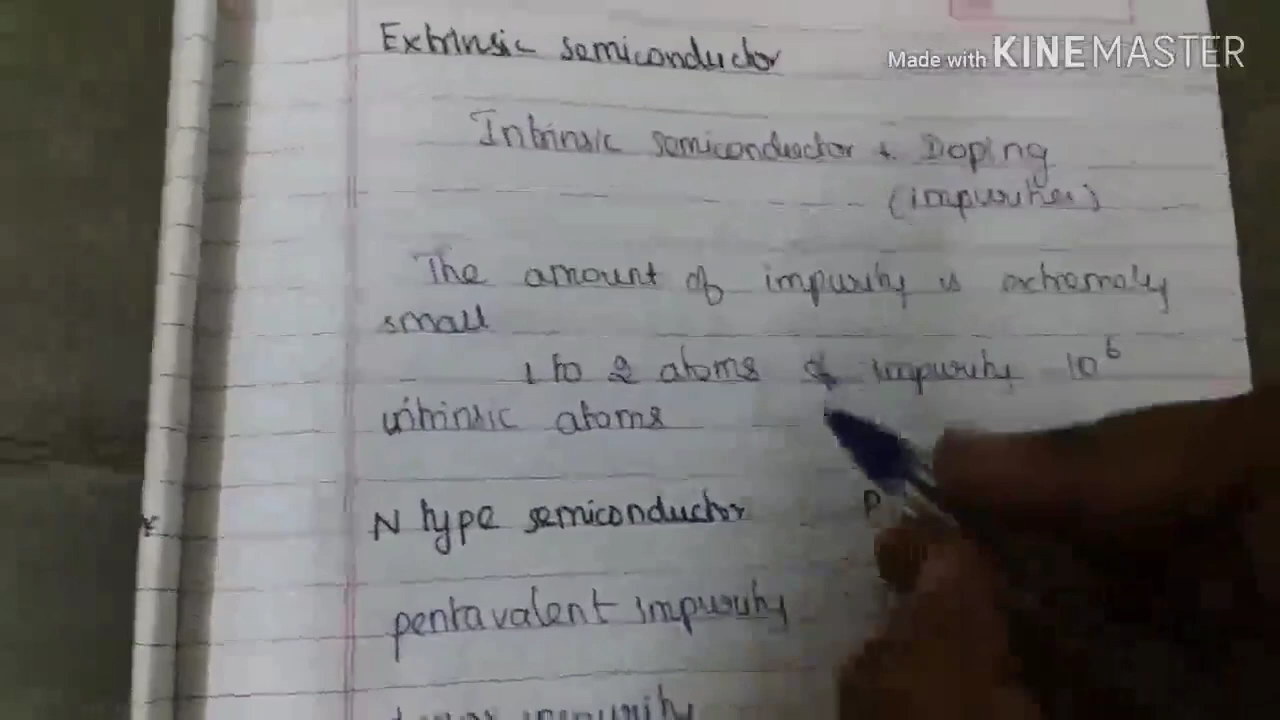 Made with KINEMASTER
Extrinsic semiconductor
Intrinsic semiconductor + Doping
(impurities)
The amount of impurity is extremely
small
1 to 2 atoms of impurity 10⁶
intrinsic atoms
N type semiconductor P
pentavalent impurity
impurity